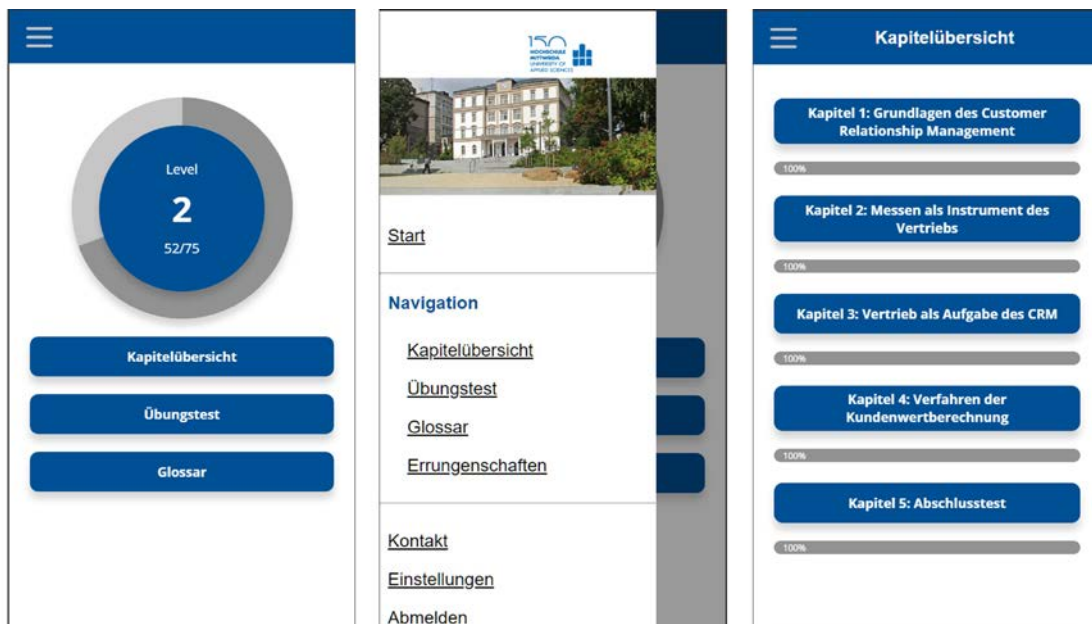 Level
2
52/75
Kapitelübersicht
Übungstest
Glossar
150
HOCHSCHULE
MITTWEIDA
UNIVERSITY OF
APPLIED SCIENCES
Start
Navigation
Kapitelübersicht
Übungstest
Glossar
Errungenschaften
Kontakt
Einstellungen
Abmelden
Kapitelübersicht
Kapitel 1: Grundlagen des Customer
Relationship Management
100%
Kapitel 2: Messen als Instrument des
Vertriebs
100%
Kapitel 3: Vertrieb als Aufgabe des CRM
100%
Kapitel 4: Verfahren der
Kundenwertberechnung
100%
Kapitel 5: Abschlusstest
100%